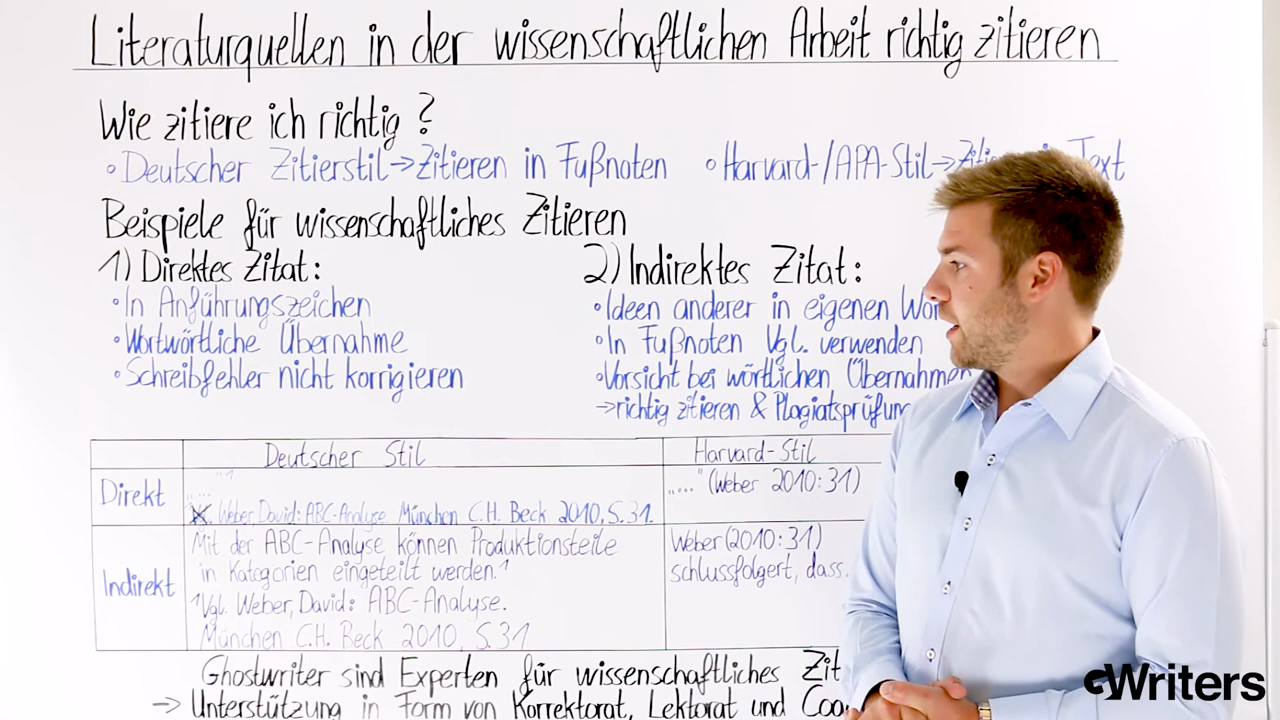 Literaturquellen in der wissenschaftlichen Arbeit richtig zitieren
Wie zitiere ich richtig?
• Deutscher Zitierstil → Zitieren in Fußnoten • Harvard-/APA-Stil → Text
Beispiele für wissenschaftliches Zitieren
1) Direktes Zitat:
• In Anführungszeichen
• Wortwörtliche Übernahme
• Schreibfehler nicht korrigieren
2) Indirektes Zitat:
• Ideen anderer in eigenen
• In Fußnoten Vgl. verwenden
• Vorsicht bei wörtlichen Übernahmen
→ richtig zitieren & Plagiatsprüfung
Deutscher Stil
Harvard-Stil
Direkt
„..."1
Weber, David: ABC-Analyse. München C.H. Beck 2010, S. 31.
„..." (Weber 2010:31)
Indirekt
Mit der ABC-Analyse können Produktionsteile
in Kategorien eingeteilt werden.1
1Vgl. Weber, David: ABC-Analyse.
München C.H. Beck 2010, S.31
Weber (2010:31)
schlussfolgert, dass.
Ghostwriter sind Experten für wissenschaftliches
→ Unterstützung in Form von Korrektorat, Lektorat und
Writers